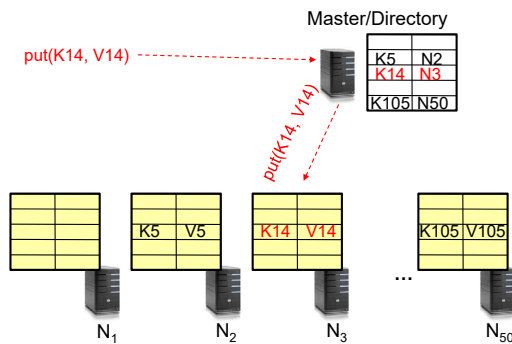 Master/Directory
put(K14, V14)
K5 N2
K14 N3
K105 N50
put(K14, V14)
K5 V5
K14 V14
K105 V105
...
N1
N2
N3
N50